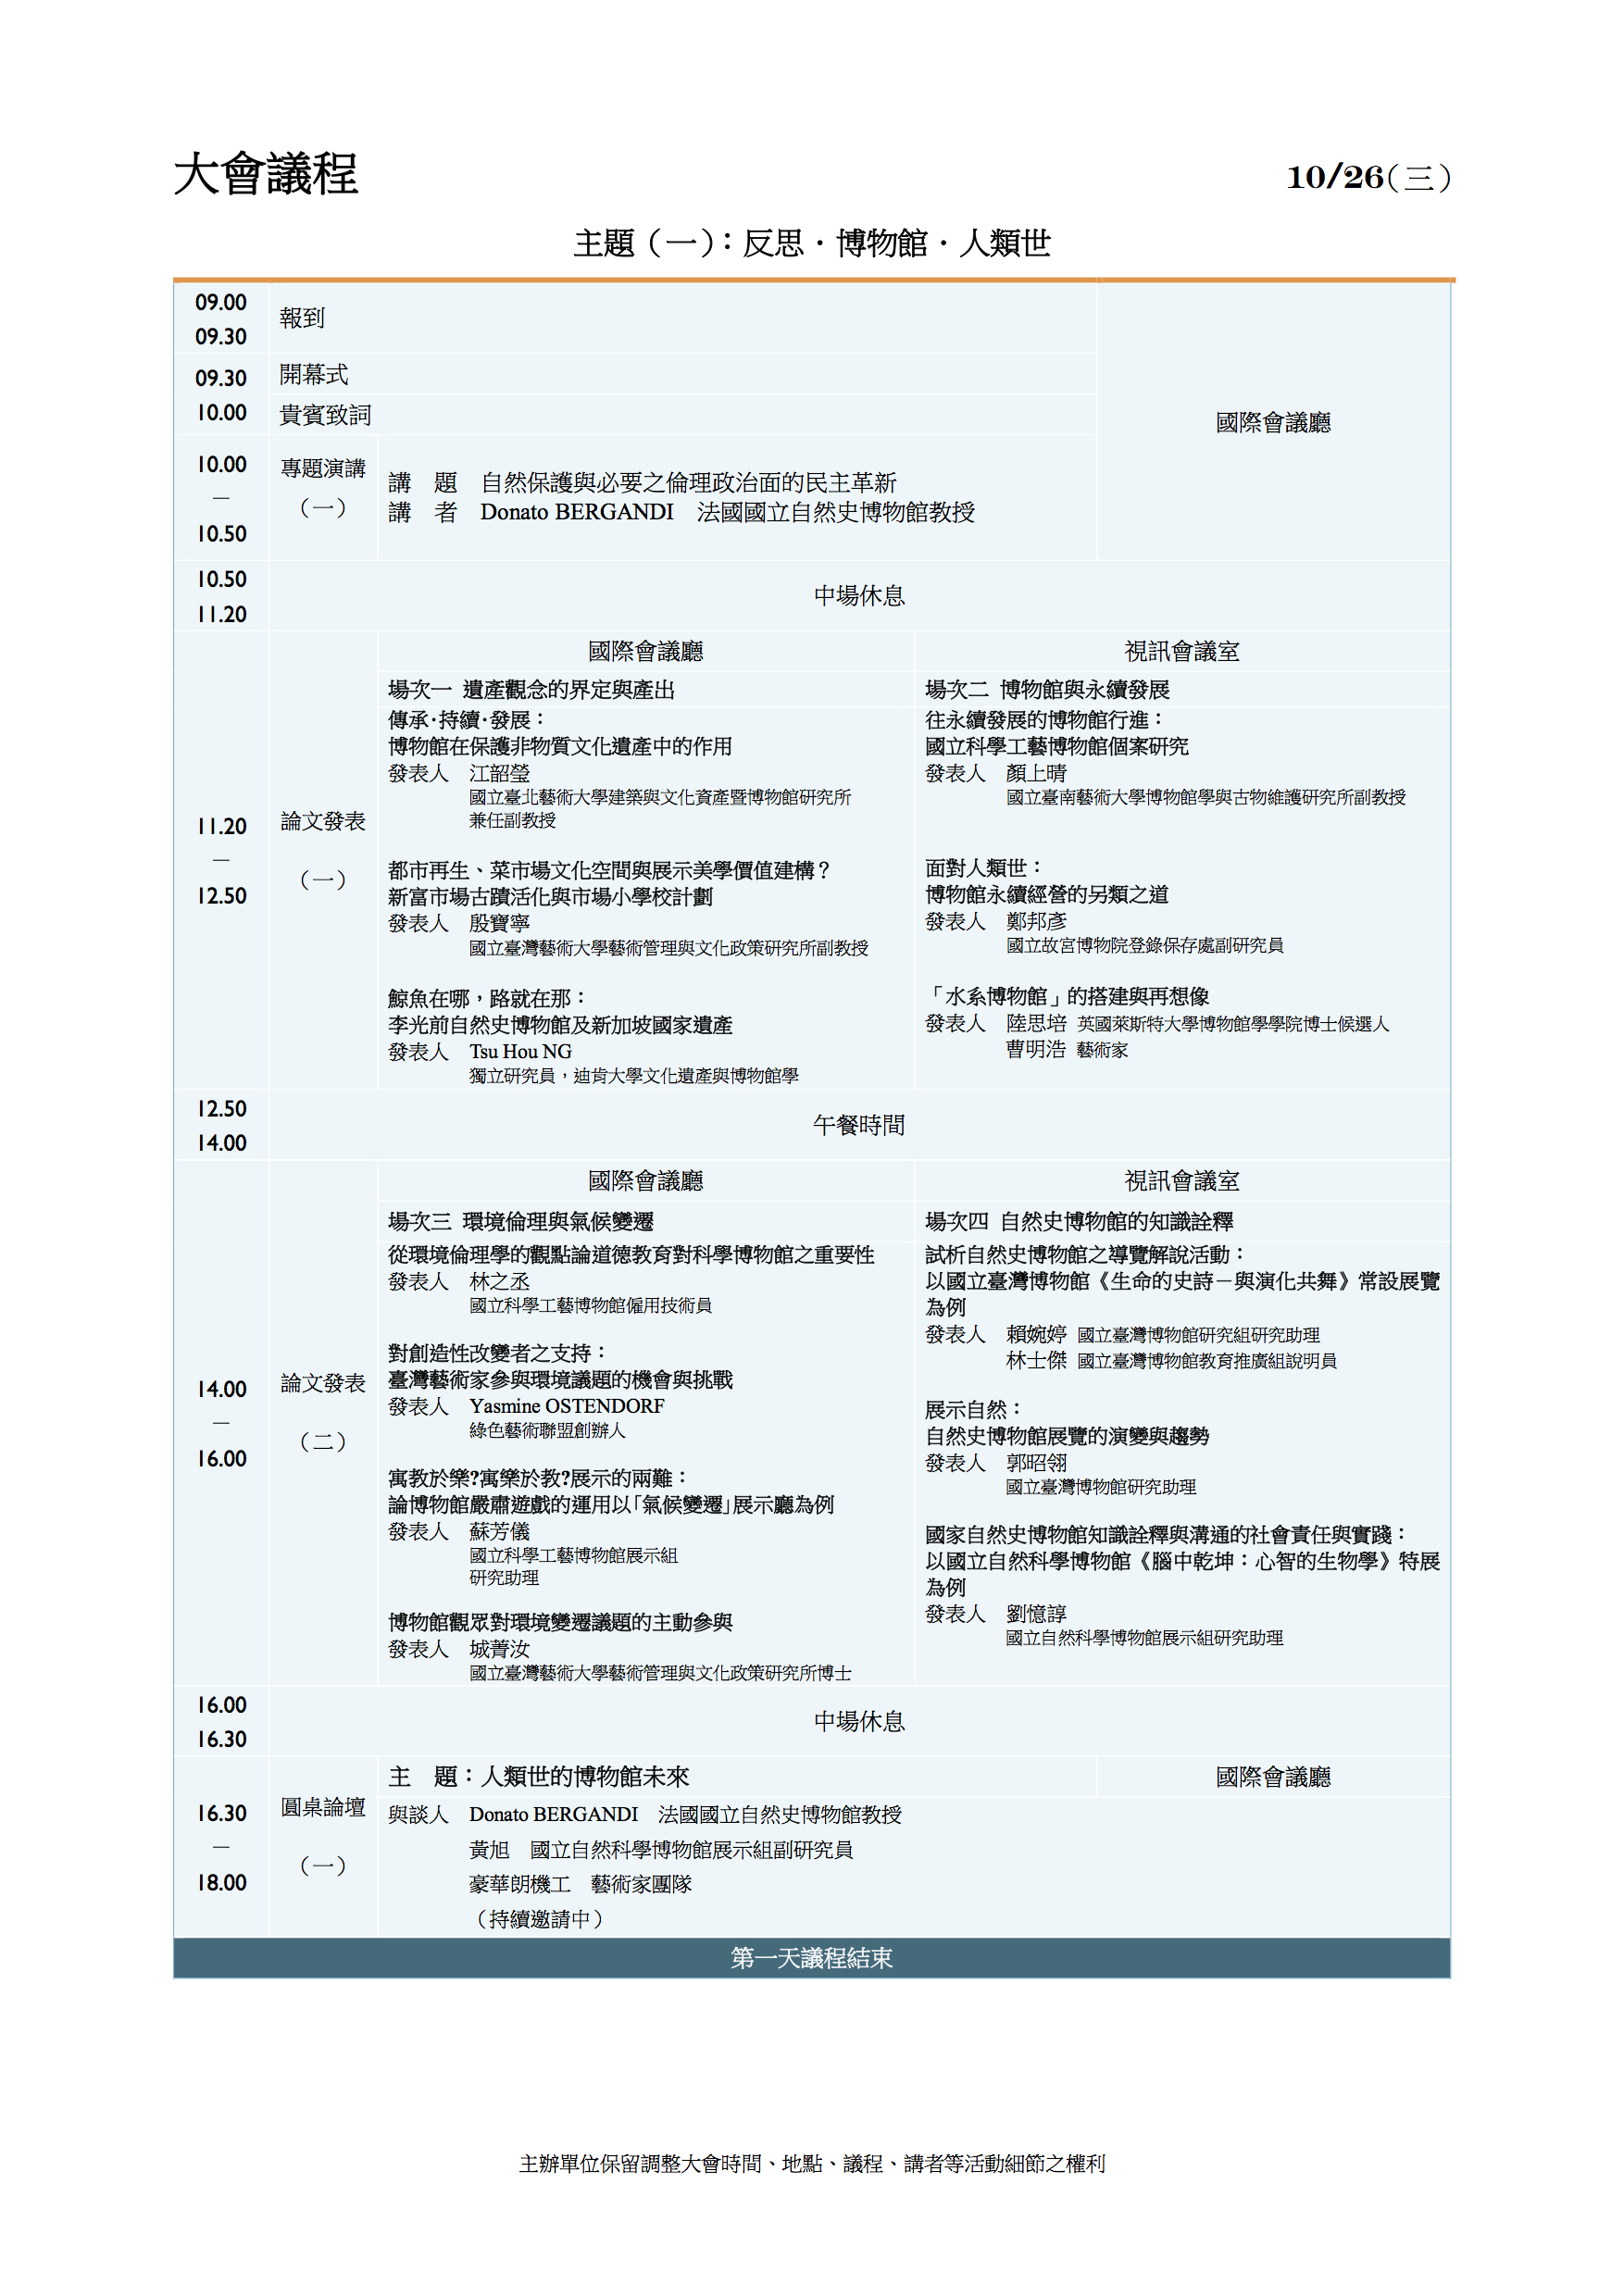 大會議程
10/26(三)
主題(一)：反思．博物館．人類世
09.00
09.30
報到
09.30
10.00
開幕式
貴賓致詞
國際會議廳
10.00
—
10.50
專題演講
(一)
講　題　自然保護與必要之倫理政治面的民主革新
講　者　Donato BERGANDI　法國國立自然史博物館教授
10.50
11.20
中場休息
11.20
—
12.50
論文發表
(一)
國際會議廳
場次一 遺產觀念的界定與產出
傳承·持續·發展：
博物館在保護非物質文化遺產中的作用
發表人　江韶瑩
國立臺北藝術大學建築與文化資產暨博物館研究所
兼任副教授
都市再生、菜市場文化空間與展示美學價值建構？
新富市場古蹟活化與市場小學校計劃
發表人　殷寶寧
國立臺灣藝術大學藝術管理與文化政策研究所副教授
鯨魚在哪，路就在那：
李光前自然史博物館及新加坡國家遺產
發表人　Tsu Hou NG
獨立研究員，迪肯大學文化遺產與博物館學
視訊會議室
場次二 博物館與永續發展
往永續發展的博物館行進：
國立科學工藝博物館個案研究
發表人　顏上晴
國立臺南藝術大學博物館學與古物維護研究所副教授
面對人類世：
博物館永續經營的另類之道
發表人　鄭邦彥
國立故宮博物院登錄保存處副研究員
「水系博物館」的搭建與再想像
發表人　陸思培 英國萊斯特大學博物館學學院博士候選人
曹明浩 藝術家
12.50
14.00
午餐時間
14.00
—
16.00
論文發表
(二)
國際會議廳
場次三 環境倫理與氣候變遷
從環境倫理學的觀點論道德教育對科學博物館之重要性
發表人　林之丞
國立科學工藝博物館僱用技術員
對創造性改變者之支持：
臺灣藝術家參與環境議題的機會與挑戰
發表人　Yasmine OSTENDORF
綠色藝術聯盟創辦人
寓教於樂?寓樂於教?展示的兩難：
論博物館嚴肅遊戲的運用以「氣候變遷」展示廳為例
發表人　蘇芳儀
國立科學工藝博物館展示組
研究助理
博物館觀眾對環境變遷議題的主動參與
發表人　城菁汝
國立臺灣藝術大學藝術管理與文化政策研究所博士
視訊會議室
場次四 自然史博物館的知識詮釋
試析自然史博物館之導覽解說活動：
以國立臺灣博物館《生命的史詩－與演化共舞》常設展覽
為例
發表人　賴婉婷 國立臺灣博物館研究組研究助理
林士傑 國立臺灣博物館教育推廣組說明員
展示自然：
自然史博物館展覽的演變與趨勢
發表人　郭昭翎
國立臺灣博物館研究助理
國家自然史博物館知識詮釋與溝通的社會責任與實踐：
以國立自然科學博物館《腦中乾坤：心智的生物學》特展
為例
發表人　劉憶諄
國立自然科學博物館展示組研究助理
16.00
16.30
中場休息
16.30
—
18.00
圓桌論壇
(一)
主　題：人類世的博物館未來
國際會議廳
與談人　Donato BERGANDI　法國國立自然史博物館教授
黃旭　國立自然科學博物館展示組副研究員
豪華朗機工　藝術家團隊
（持續邀請中）
第一天議程結束
主辦單位保留調整大會時間、地點、議程、講者等活動細節之權利